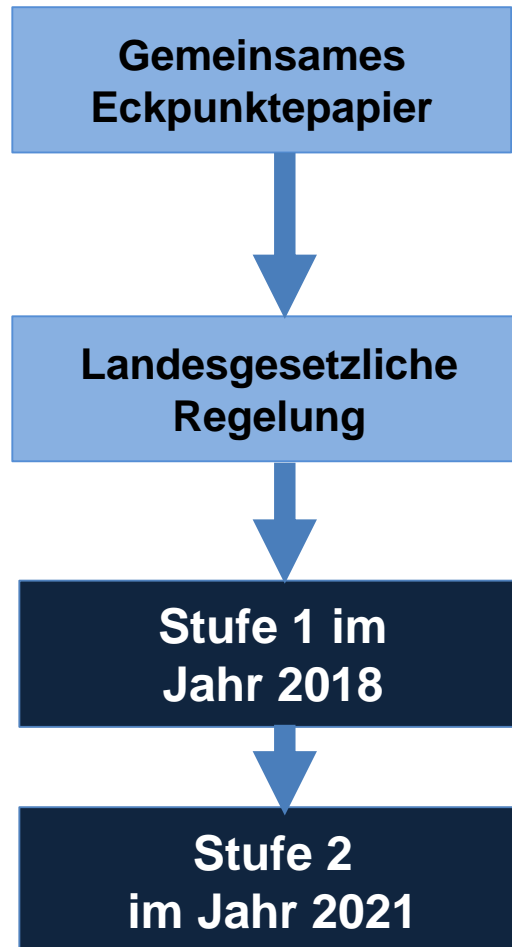 Gemeinsames
Eckpunktepapier
Landesgesetzliche
Regelung
Stufe 1 im
Jahr 2018
Stufe 2
im Jahr 2021